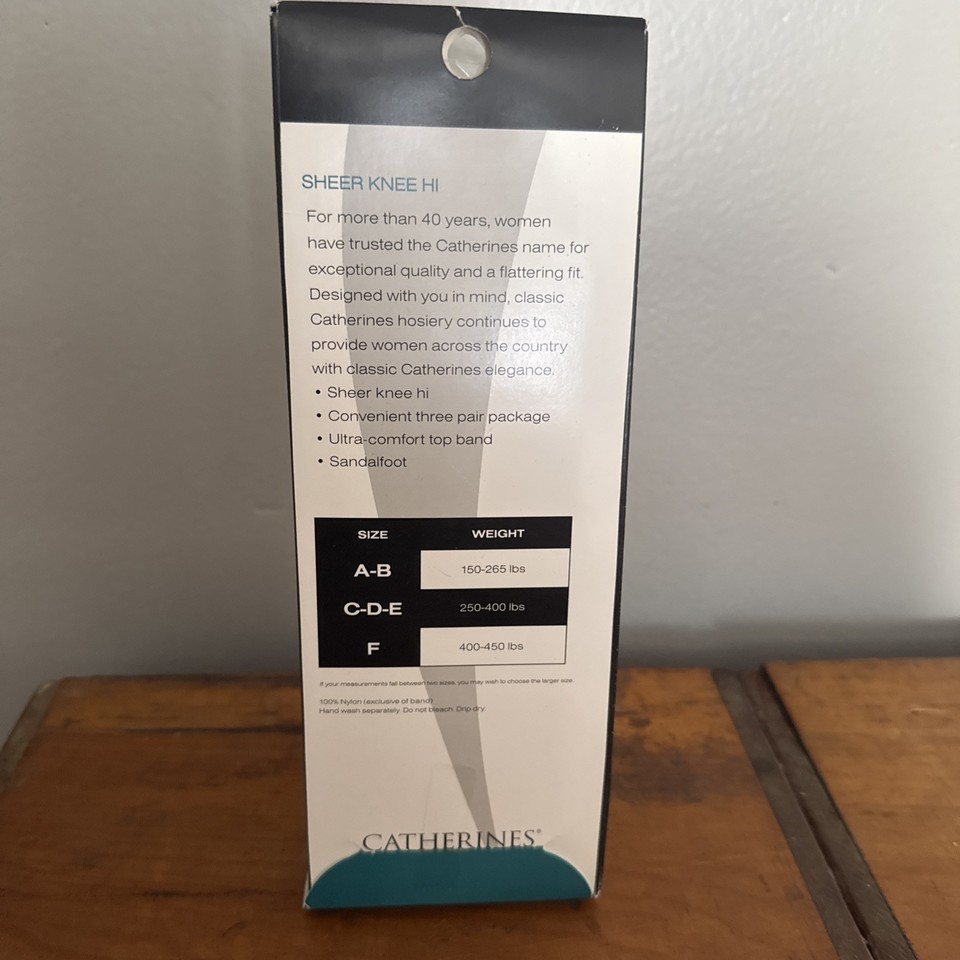 SHEER KNEE HI
For more than 40 years, women
have trusted the Catherines name for
exceptional quality and a flattering fit.
Designed with you in mind, classic
Catherines hosiery continues to
provide women across the country
with classic Catherines elegance.
• Sheer knee hi
• Convenient three pair package
• Ultra-comfort top band
• Sandalfoot
SIZE WEIGHT
A-B 150-265 lbs
C-D-E 250-400 lbs
F 400-450 lbs
If your measurements fall between two sizes, you may wish to choose the larger size.
100% Nylon (exclusive of band)
Hand wash separately. Do not bleach. Drip dry.
CATHERINES®